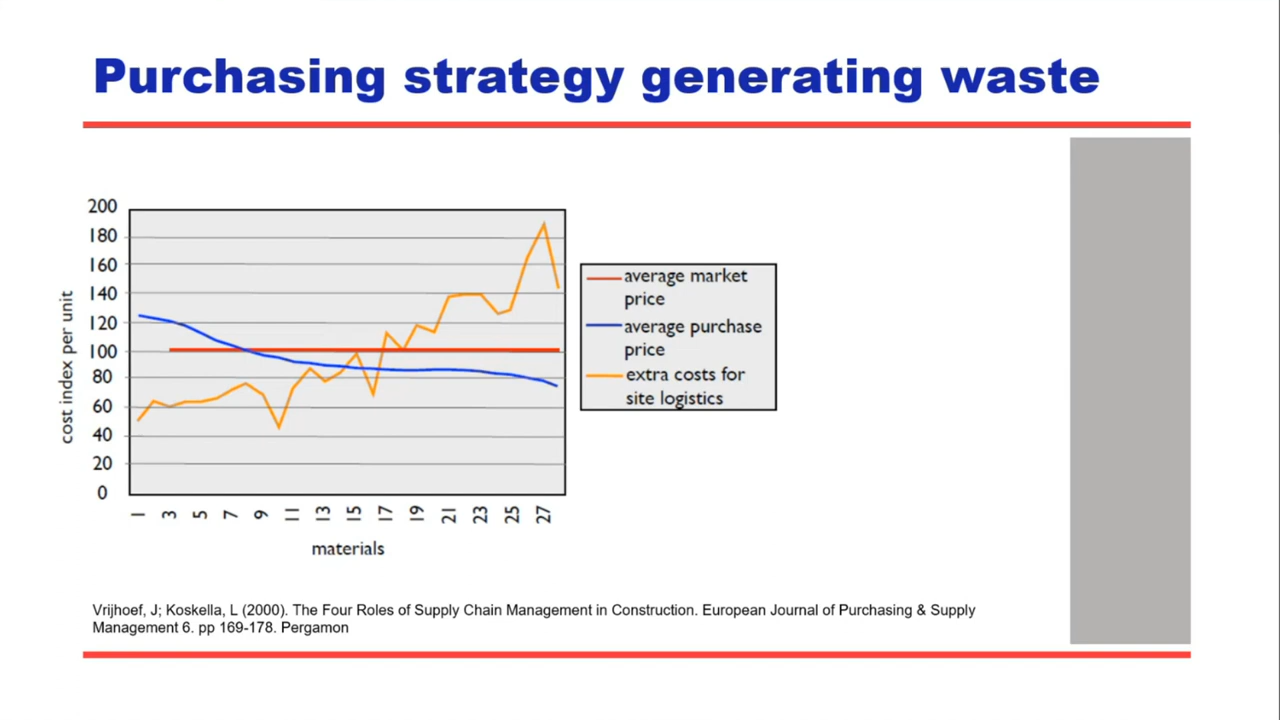 Purchasing strategy generating waste
200
180
160
140
120
100
80
60
40
20
0
cost index per unit
1 3 5 7 9 11 13 15 17 19 21 23 25 27
materials
average market
price
average purchase
price
extra costs for
site logistics
Vrijhoef, J; Koskella, L (2000). The Four Roles of Supply Chain Management in Construction. European Journal of Purchasing & Supply
Management 6. pp 169-178. Pergamon